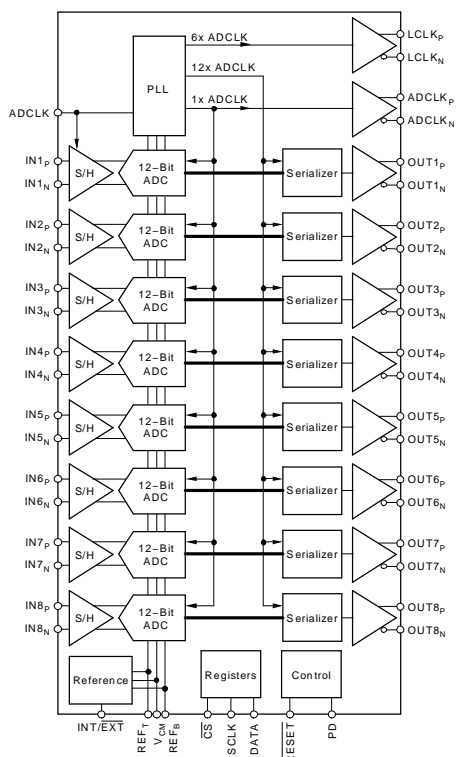 6x ADCLK
LCLKP
12x ADCLK
LCLKN
PLL
1x ADCLK
ADCLKP
ADCLK
ADCLKN
IN1P
S/H
12–Bit
ADC
Serializer
OUT1P
IN1N
OUT1N
IN2P
S/H
12–Bit
ADC
Serializer
OUT2P
IN2N
OUT2N
IN3P
S/H
12–Bit
ADC
Serializer
OUT3P
IN3N
OUT3N
IN4P
S/H
12–Bit
ADC
Serializer
OUT4P
IN4N
OUT4N
IN5P
S/H
12–Bit
ADC
Serializer
OUT5P
IN5N
OUT5N
IN6P
S/H
12–Bit
ADC
Serializer
OUT6P
IN6N
OUT6N
IN7P
S/H
12–Bit
ADC
Serializer
OUT7P
IN7N
OUT7N
IN8P
S/H
12–Bit
ADC
Serializer
OUT8P
IN8N
OUT8N
Reference
Registers
Control
INT/EXT
REFT
VCM
REFB
CS
SCLK
DATA
RESET
PD